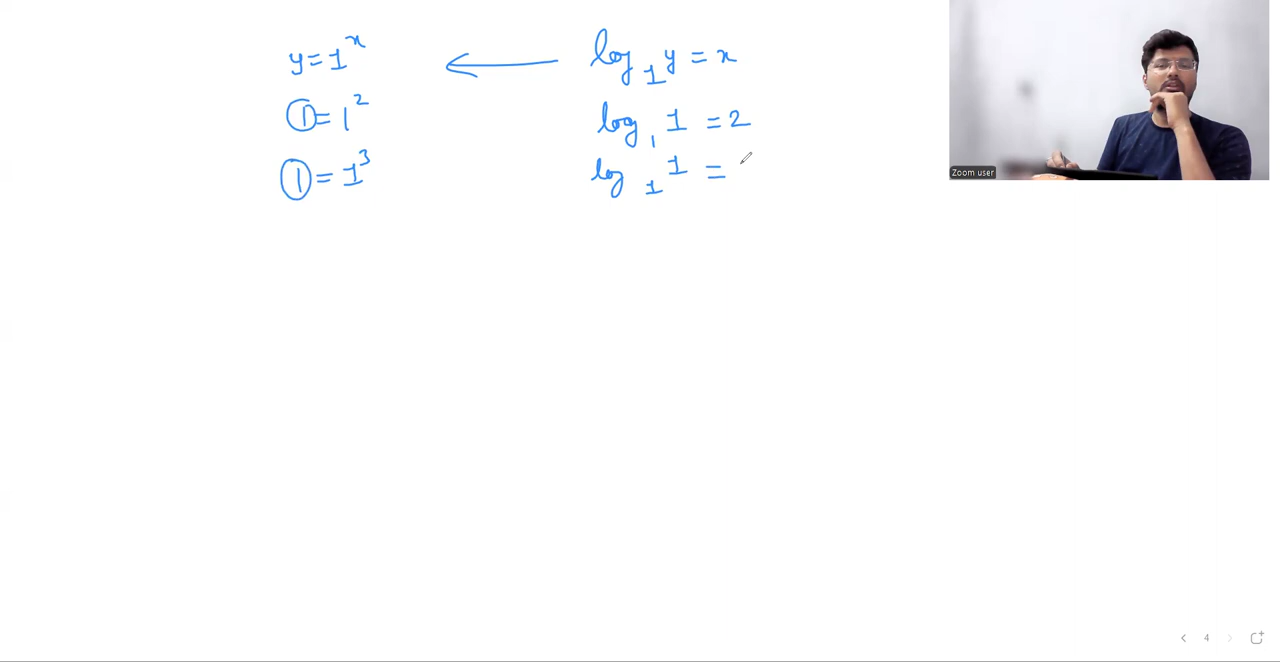 y=1^x ← log_1 y = x
①=1^2 log_1 1 = 2
①=1^3 log_1 1 =
Zoom user
4